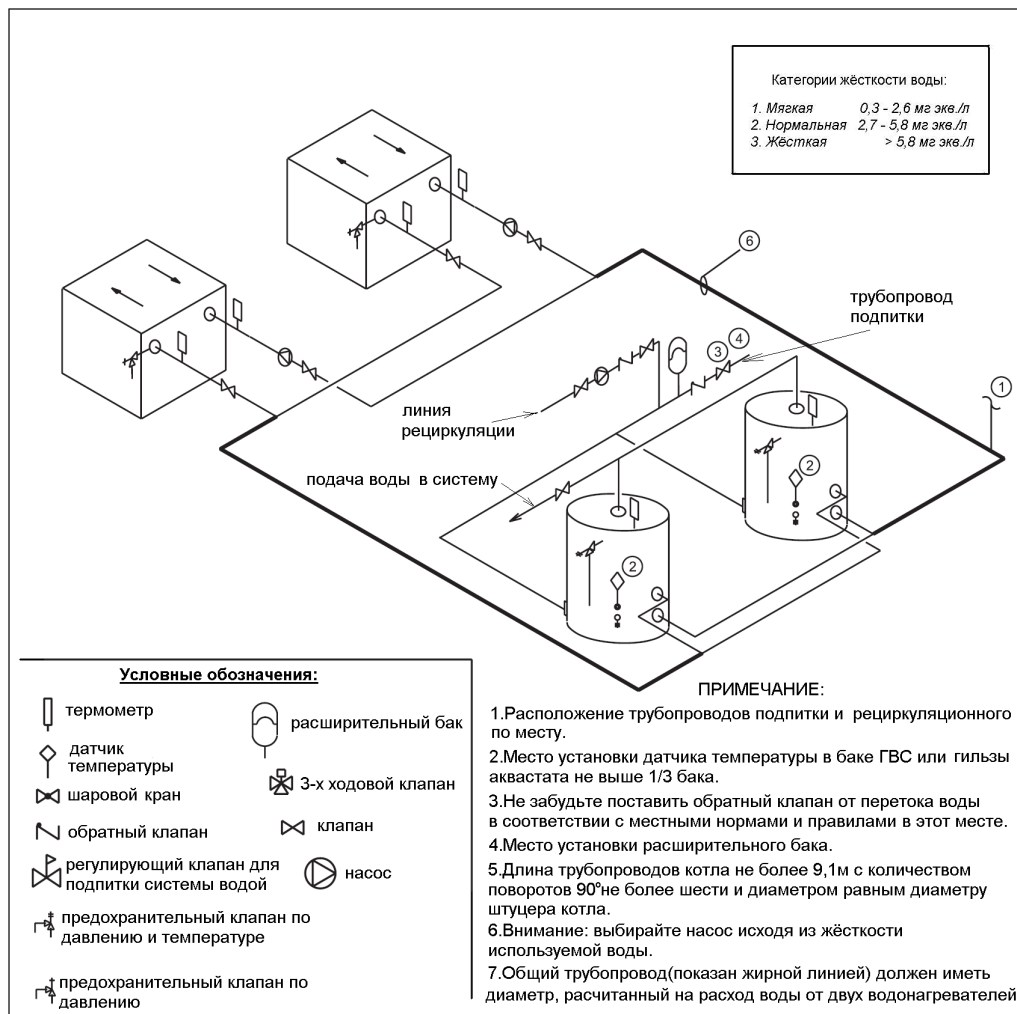 Категории жёсткости воды:
1. Мягкая 0,3 - 2,6 мг экв./л
2. Нормальная 2,7 - 5,8 мг экв./л
3. Жёсткая > 5,8 мг экв./л
6
трубопровод
подпитки
4
3
1
линия
рециркуляции
подача воды в систему
2
2
Условные обозначения:
термометр
датчик
температуры
шаровой кран
обратный клапан
регулирующий клапан для
подпитки системы водой
предохранительный клапан по
давлению и температуре
предохранительный клапан по
давлению
расширительный бак
3-х ходовой клапан
клапан
насос
ПРИМЕЧАНИЕ:
1.Расположение трубопроводов подпитки и рециркуляционного
по месту.
2.Место установки датчика температуры в баке ГВС или гильзы
аквастата не выше 1/3 бака.
3.Не забудьте поставить обратный клапан от перетока воды
в соответствии с местными нормами и правилами в этот месте.
4.Место установки расширительного бака.
5.Длина трубопроводов котла не более 9,1м с количеством
поворотов 90°не более шести и диаметром равным диаметру
штуцера котла.
6.Внимание: выбирайте насос исходя из жёсткости
используемой воды.
7.Общий трубопровод(показан жирной линией) должен иметь
диаметр, расчитанный на расход воды от двух водонагревателей